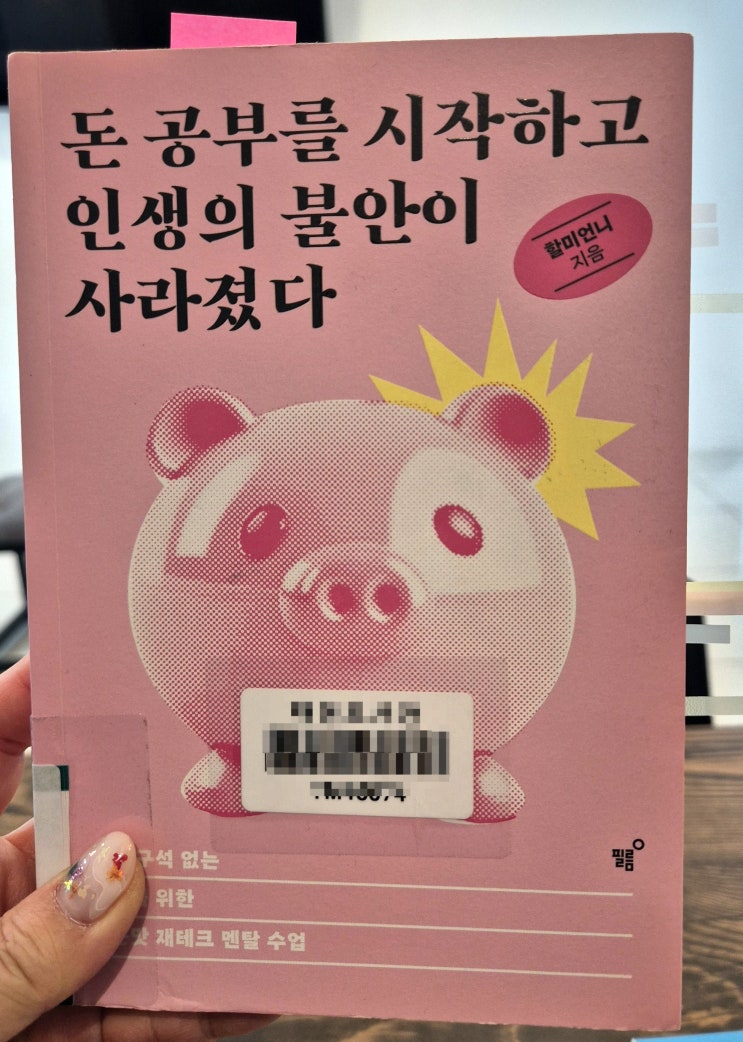 돈 공부를 시작하고
인생의 불안이
사라졌다
할미언니
지음
구석 없는
위한
재테크 멘탈 수업
필름